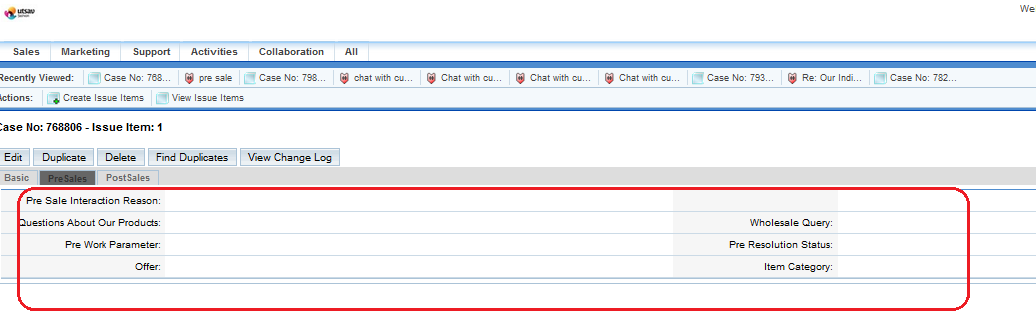 utsav
fashion
We
Sales Marketing Support Activities Collaboration All
Recently Viewed: Case No: 768... pre sale Case No: 798... chat with cu... Chat with cu... Chat with cu... Chat with cu... Case No: 793... Re: Our Indi... Case No: 782...
Actions: Create Issue Items View Issue Items
Case No: 768806 - Issue Item: 1
Edit Duplicate Delete Find Duplicates View Change Log
Basic PreSales PostSales
Pre Sale Interaction Reason:
Questions About Our Products: Wholesale Query:
Pre Work Parameter: Pre Resolution Status:
Offer: Item Category: